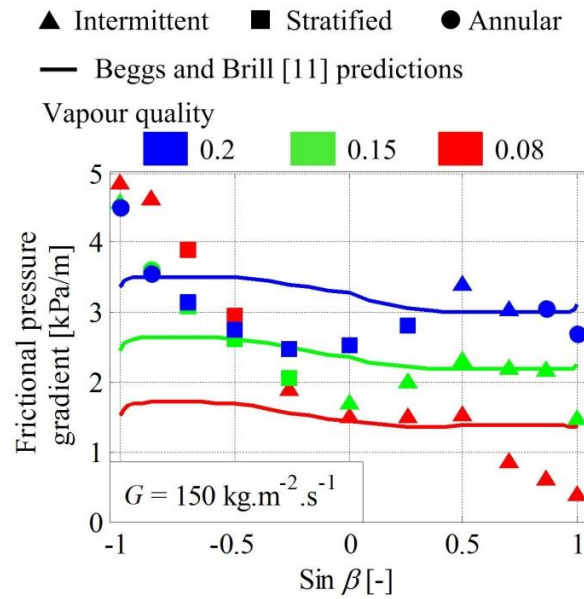 ▲ Intermittent ■ Stratified ● Annular
— Beggs and Brill [11] predictions
Vapour quality
0.2 0.15 0.08
Frictional pressure
gradient [kPa/m]
5
4
3
2
1
0
G = 150 kg.m⁻².s⁻¹
-1 -0.5 0 0.5 1
Sin β [-]